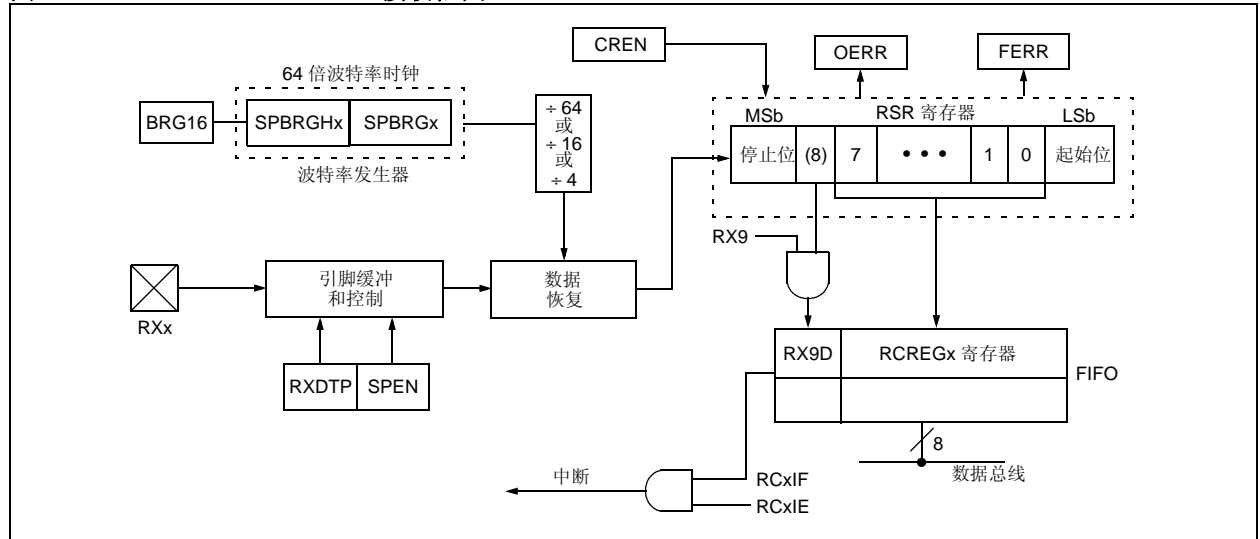 CREN
OERR
FERR
64 倍波特率时钟
BRG16
SPBRGHx
SPBRGx
波特率发生器
÷ 64
或
÷ 16
或
÷ 4
MSb
RSR 寄存器
LSb
停止位
(8)
7
• • •
1
0
起始位
RX9
RXx
引脚缓冲
和控制
数据
恢复
RXDTP
SPEN
RX9D
RCREGx 寄存器
FIFO
8
数据总线
中断
RCxIF
RCxIE